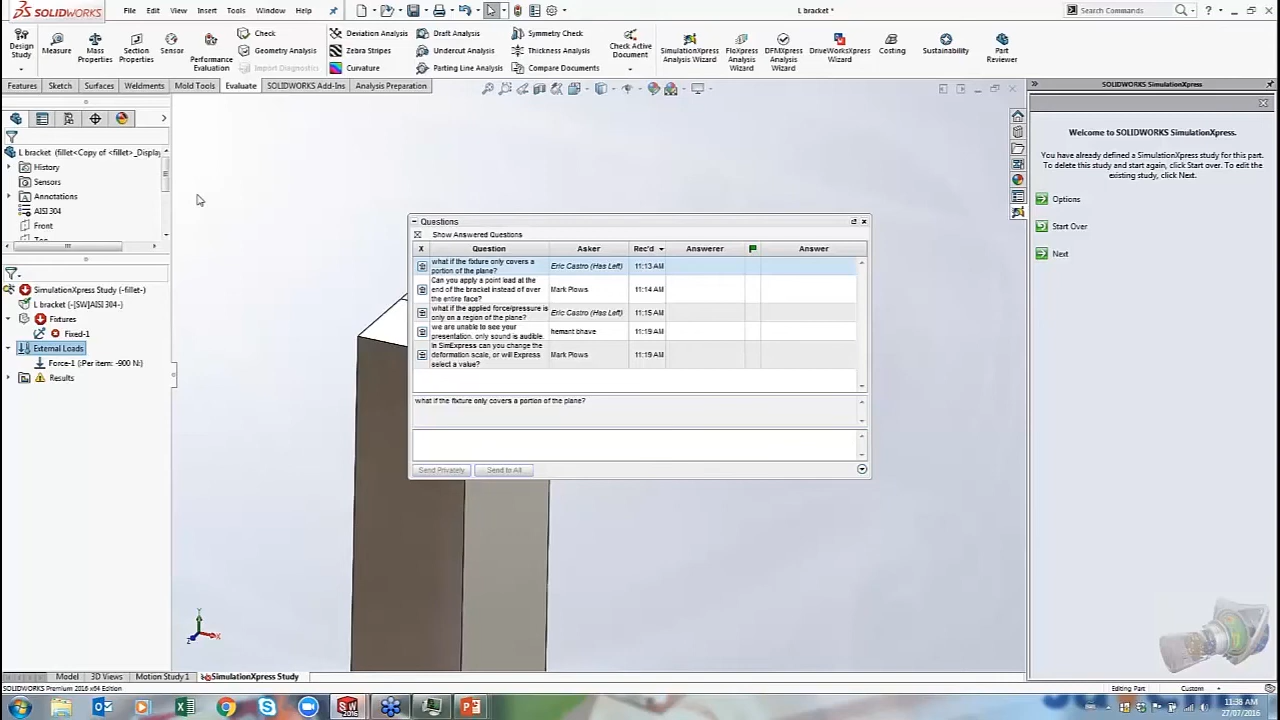 SOLIDWORKS
File Edit View Insert Tools Window Help
L bracket *
Search Commands
Design Study
Measure
Mass Properties
Section Properties
Sensor
Performance Evaluation
Check
Geometry Analysis
Import Diagnostics
Deviation Analysis
Zebra Stripes
Curvature
Draft Analysis
Undercut Analysis
Parting Line Analysis
Symmetry Check
Thickness Analysis
Compare Documents
Check Active Document
SimulationXpress Analysis Wizard
FloXpress Analysis Wizard
DFMXpress Analysis Wizard
DriveWorksXpress Wizard
Costing
Sustainability
Part Reviewer
Features Sketch Surfaces Weldments Mold Tools Evaluate SOLIDWORKS Add-Ins Analysis Preparation
SOLIDWORKS SimulationXpress
L bracket (fillet<Copy of <fillet>_Displa
History
Sensors
Annotations
AISI 304
Front
SimulationXpress Study (-fillet-)
L bracket (-[SW]AISI 304-)
Fixtures
Fixed-1
External Loads
Force-1 (:Per item: -900 N:)
Results
Questions
Show Answered Questions
X Question Asker Rec'd Answerer Answer
what if the fixture only covers a portion of the plane? Eric Castro (Has Left) 11:13 AM
Can you apply a point load at the end of the bracket instead of over the entire face? Mark Plows 11:14 AM
what if the applied force/pressure is only on a region of the plane? Eric Castro (Has Left) 11:15 AM
we are unable to see your presentation. only sound is audible. hemant bhave 11:19 AM
In SimExpress can you change the deformation scale, or will Express select a value? Mark Plows 11:19 AM
what if the fixture only covers a portion of the plane?
Send Privately Send to All
Welcome to SOLIDWORKS SimulationXpress.
You have already defined a SimulationXpress study for this part.
To delete this study and start again, click Start over. To edit the
existing study, click Next.
Options
Start Over
Next
Y
X
Z
Model 3D Views Motion Study1 SimulationXpress Study
SOLIDWORKS Premium 2016 x64 Edition
Editing Part Custom
SW 2016
11:38 AM
27/07/2016